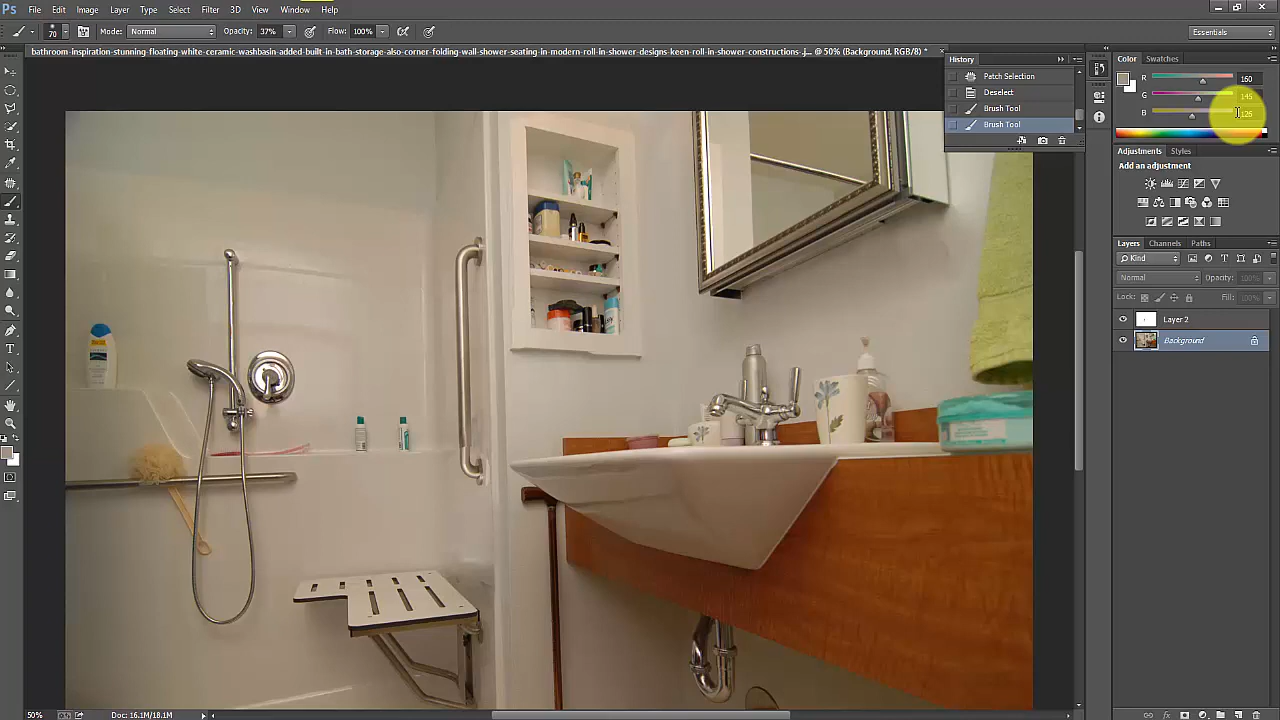 Ps File Edit Image Layer Type Select Filter 3D View Window Help
70 Mode: Normal Opacity: 37% Flow: 100% Essentials
bathroom-inspiration-stunning-floating-white-ceramic-washbasin-added-built-in-bath-storage-also-corner-folding-wall-shower-seating-in-modern-roll-in-shower-designs-keen-roll-in-shower-constructions-.j... @ 50% (Background, RGB/8) *
History
Patch Selection
Deselect
Brush Tool
Brush Tool
Color Swatches
R 160
G 145
B 126
Adjustments Styles
Add an adjustment
Layers Channels Paths
Kind
Normal Opacity: 100%
Lock: Fill: 100%
Layer 2
Background
50% Doc: 16.1M/18.1M